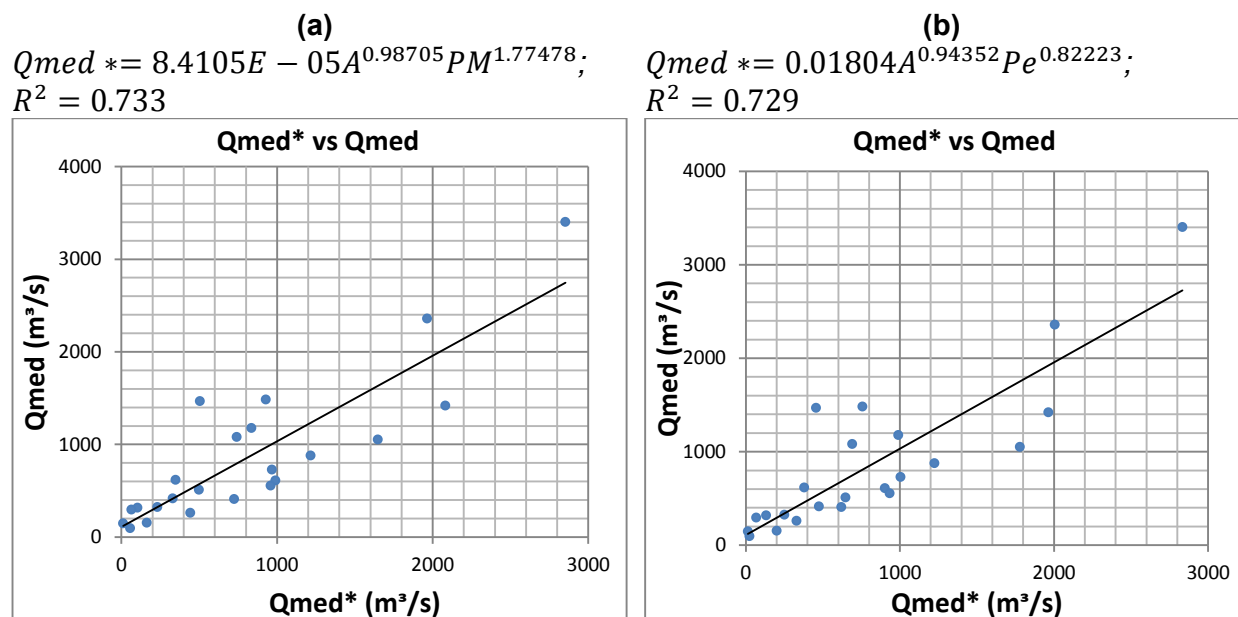 (a)
Qmed ∗= 8.4105E − 05A^0.98705 PM^1.77478;
R² = 0.733
Qmed* vs Qmed
4000
3000
2000
1000
0
0 1000 2000 3000
Qmed (m³/s)
Qmed* (m³/s)
(b)
Qmed ∗= 0.01804A^0.94352 Pe^0.82223;
R² = 0.729
Qmed* vs Qmed
4000
3000
2000
1000
0
0 1000 2000 3000
Qmed (m³/s)
Qmed* (m³/s)